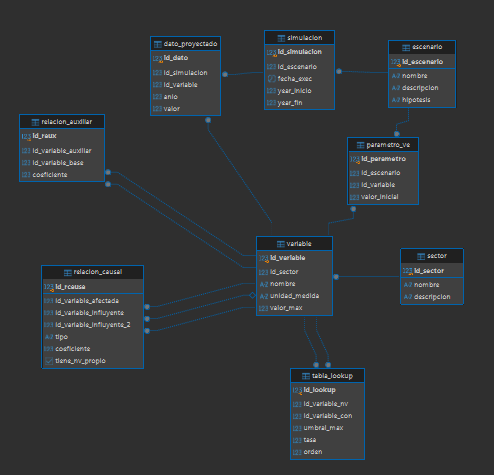 dato_proyectado
id_dato
id_simulacion
id_variable
anio
valor
simulacion
id_simulacion
id_escenario
fecha_exec
year_inicio
year_fin
escenario
id_escenario
nombre
descripcion
hipotesis
relacion_auxiliar
id_raux
id_variable_auxiliar
id_variable_base
coeficiente
parametro_ve
id_parametro
id_escenario
id_variable
valor_inicial
variable
id_variable
id_sector
nombre
unidad_medida
valor_max
sector
id_sector
nombre
descripcion
relacion_causal
id_rcausa
id_variable_afectada
id_variable_influyente
id_variable_influyente_2
tipo
coeficiente
tiene_nv_propio
tabla_lookup
id_lookup
id_variable_nv
id_variable_con
umbral_max
tasa
orden